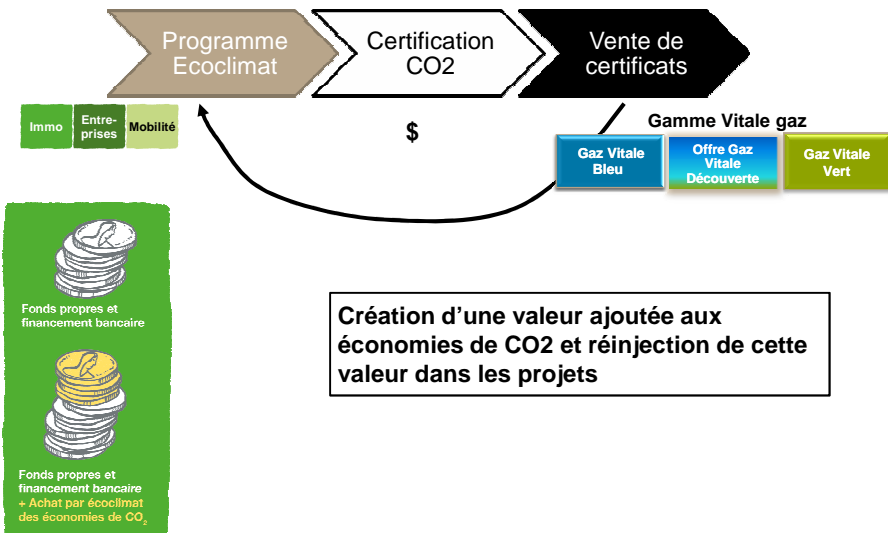 Programme
Ecoclimat
Certification
CO2
Vente de
certificats
Immo
Entre-
prises
Mobilité
$
Gamme Vitale gaz
Gaz Vitale
Bleu
Offre Gaz
Vitale
Découverte
Gaz Vitale
Vert
Fonds propres et
financement bancaire
Création d’une valeur ajoutée aux
économies de CO2 et réinjection de cette
valeur dans les projets
Fonds propres et
financement bancaire
+ Achat par écoclimat
des économies de CO₂